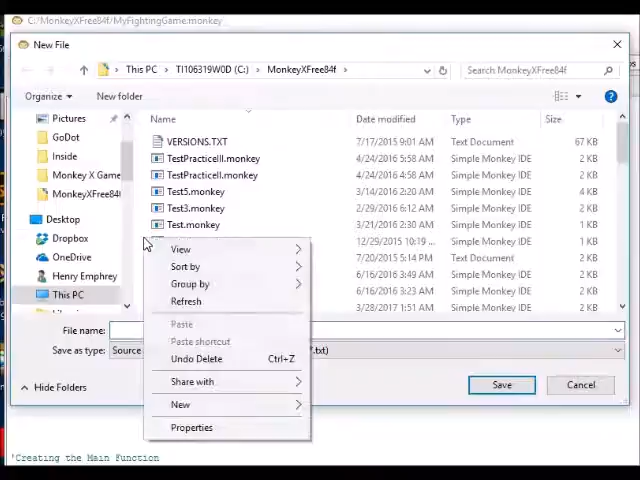 C:/MonkeyXFree84f/MyFightingGame.monkey
New File
This PC > TI106319W0D (C:) > MonkeyXFree84f >
Search MonkeyXFree84f
Organize
New folder
Name
Date modified
Type
Size
Pictures
GoDot
Inside
Monkey X Game
MonkeyXFree84f
Desktop
Dropbox
OneDrive
Henry Emphrey
This PC
VERSIONS.TXT 7/17/2015 9:01 AM Text Document 67 KB
TestPracticeIII.monkey 4/24/2016 5:58 AM Simple Monkey IDE 2 KB
TestPracticeII.monkey 4/24/2016 4:58 AM Simple Monkey IDE 2 KB
Test5.monkey 3/14/2016 2:20 AM Simple Monkey IDE 4 KB
Test3.monkey 2/29/2016 6:12 AM Simple Monkey IDE 2 KB
Test.monkey 3/21/2016 2:30 AM Simple Monkey IDE 1 KB
12/29/2015 10:19 ... Simple Monkey IDE 2 KB
7/20/2015 5:14 PM Text Document 2 KB
6/16/2016 3:49 AM Simple Monkey IDE 2 KB
6/16/2016 3:23 AM Simple Monkey IDE 2 KB
3/28/2017 1:51 AM Simple Monkey IDE 2 KB
View
Sort by
Group by
Refresh
Paste
Paste shortcut
Undo Delete Ctrl+Z
Share with
New
Properties
File name:
Save as type: Source
*.txt)
Hide Folders
Save
Cancel
'Creating the Main Function